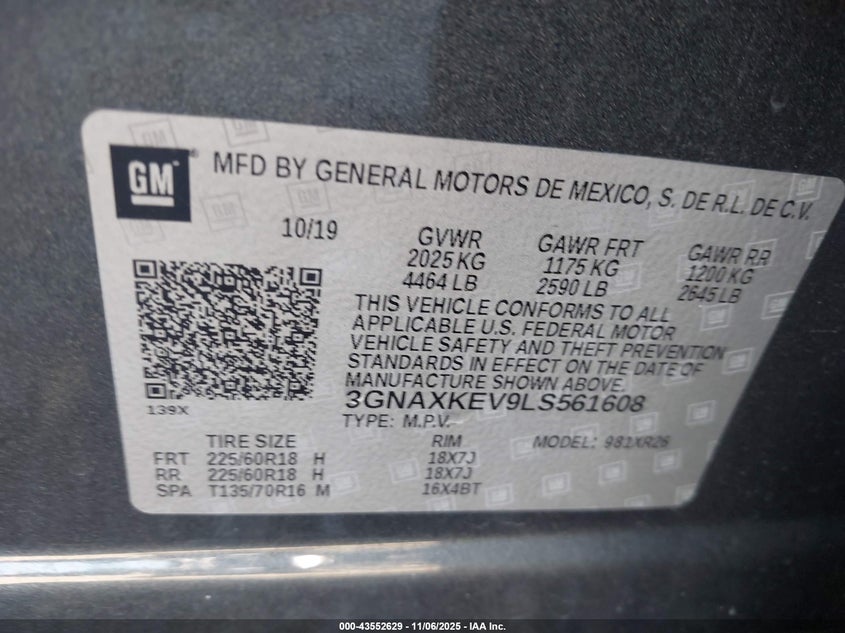 GM
MFD BY GENERAL MOTORS DE MEXICO, S. DE R.L. DE C.V.
10/19
GVWR GAWR FRT GAWR RR
2025 KG 1175 KG 1200 KG
4464 LB 2590 LB 2645 LB
THIS VEHICLE CONFORMS TO ALL
APPLICABLE U.S. FEDERAL MOTOR
VEHICLE SAFETY AND THEFT PREVENTION
STANDARDS IN EFFECT ON THE DATE OF
MANUFACTURE SHOWN ABOVE.
3GNAXKEV9LS561608
139X
TYPE: M.P.V.
TIRE SIZE RIM MODEL: 981XR26
FRT 225/60R18 H 18X7J
RR 225/60R18 H 18X7J
SPA T135/70R16 M 16X4BT
000-43552629 - 11/06/2025 - IAA Inc.